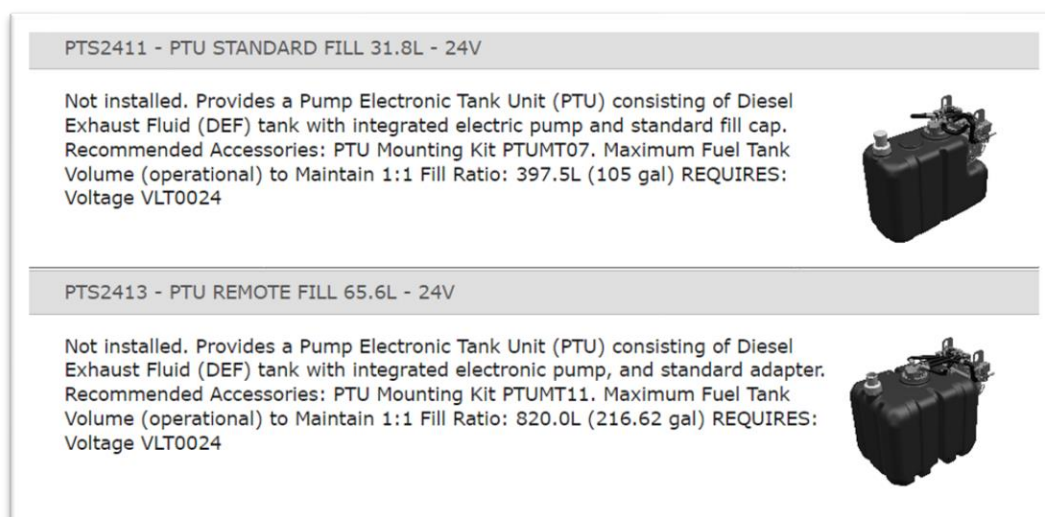 PTS2411 - PTU STANDARD FILL 31.8L - 24V
Not installed. Provides a Pump Electronic Tank Unit (PTU) consisting of Diesel
Exhaust Fluid (DEF) tank with integrated electric pump and standard fill cap.
Recommended Accessories: PTU Mounting Kit PTUMT07. Maximum Fuel Tank
Volume (operational) to Maintain 1:1 Fill Ratio: 397.5L (105 gal) REQUIRES:
Voltage VLT0024
PTS2413 - PTU REMOTE FILL 65.6L - 24V
Not installed. Provides a Pump Electronic Tank Unit (PTU) consisting of Diesel
Exhaust Fluid (DEF) tank with integrated electronic pump, and standard adapter.
Recommended Accessories: PTU Mounting Kit PTUMT11. Maximum Fuel Tank
Volume (operational) to Maintain 1:1 Fill Ratio: 820.0L (216.62 gal) REQUIRES:
Voltage VLT0024